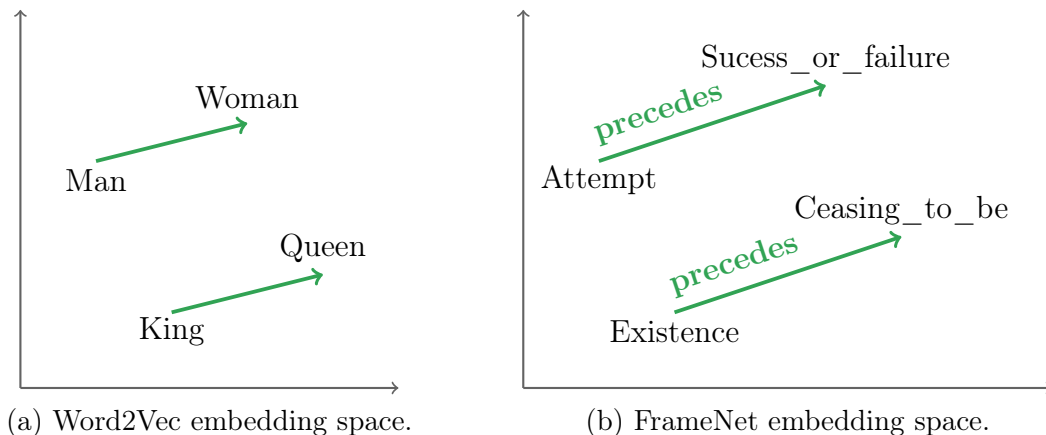 Woman
Man
Queen
King
(a) Word2Vec embedding space.
Sucess_or_failure
precedes
Attempt
Ceasing_to_be
precedes
Existence
(b) FrameNet embedding space.